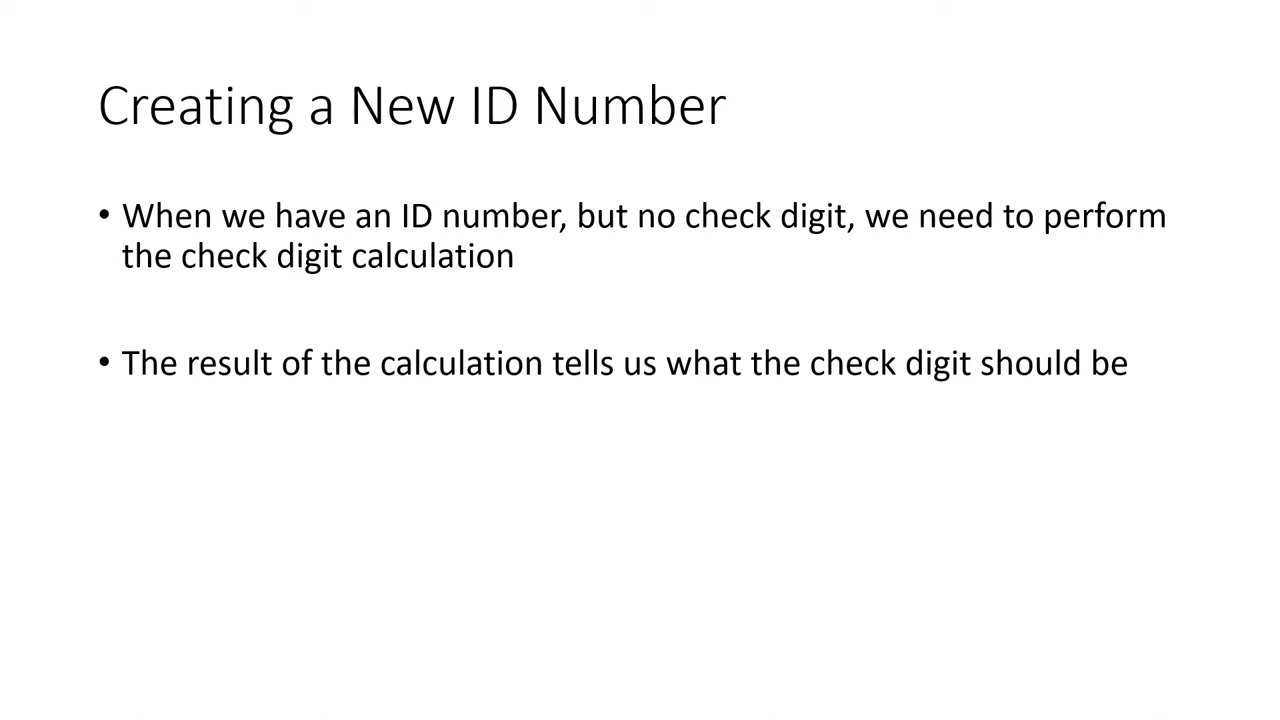 Creating a New ID Number
• When we have an ID number, but no check digit, we need to perform
the check digit calculation
• The result of the calculation tells us what the check digit should be